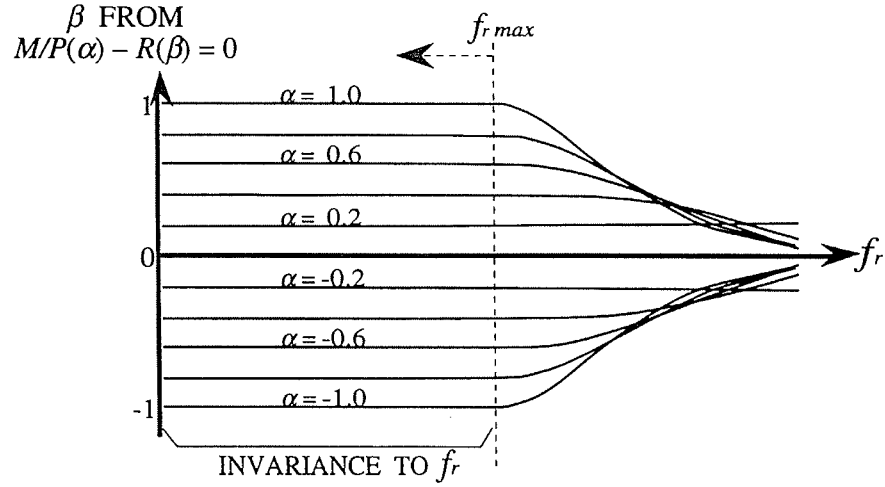 β FROM
M/P(α) – R(β) = 0
f_r max
1
α = 1.0
α = 0.6
α = 0.2
0
f_r
α = -0.2
α = -0.6
-1
α = -1.0
INVARIANCE TO f_r